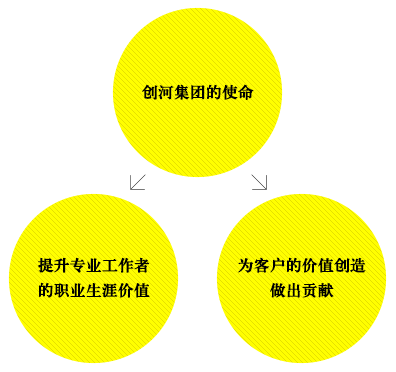 创河集团的使命
提升专业工作者
的职业生涯价值
为客户的价值创造
做出贡献